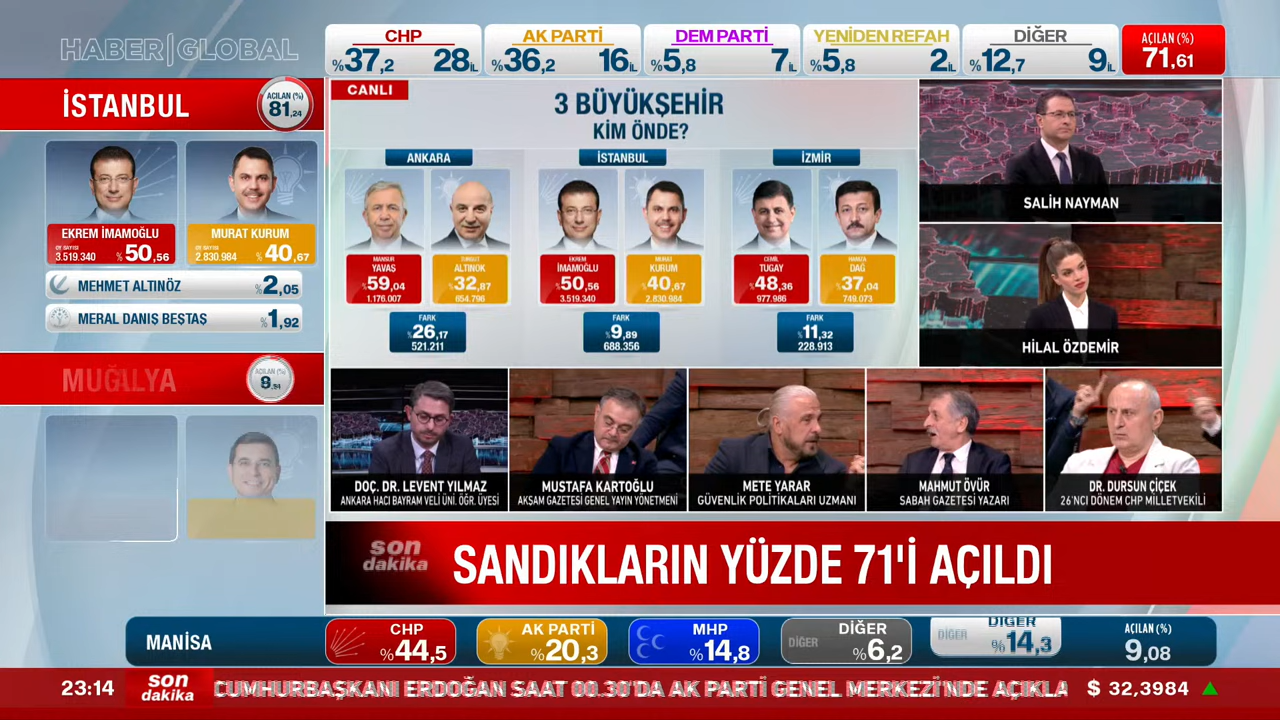 HABER|GLOBAL
CHP
%37,2 28İL
AK PARTİ
%36,2 16İL
DEM PARTİ
%5,8 7İL
YENİDEN REFAH
%5,8 2İL
DİĞER
%12,7 9İL
AÇILAN (%)
71,61
İSTANBUL
AÇILAN (%)
81,24
EKREM İMAMOĞLU
OY SAYISI
3.519.340 %50,56
MURAT KURUM
OY SAYISI
2.830.984 %40,67
MEHMET ALTINÖZ %2,05
MERAL DANIŞ BEŞTAŞ %1,92
AÇILAN (%)
CANLI
3 BÜYÜKŞEHİR
KİM ÖNDE?
ANKARA
MANSUR
YAVAŞ
%59,04
1.176.007
TURGUT
ALTINOK
%32,87
654.796
FARK
%26,17
521.211
İSTANBUL
EKREM
İMAMOĞLU
%50,56
3.519.340
MURAT
KURUM
%40,67
2.830.984
FARK
%9,89
688.356
İZMİR
CEMİL
TUGAY
%48,36
977.986
HAMZA
DAĞ
%37,04
749.073
FARK
%11,32
228.913
SALİH NAYMAN
HİLAL ÖZDEMİR
DOÇ. DR. LEVENT YILMAZ
ANKARA HACI BAYRAM VELİ ÜNİ. ÖĞR. ÜYESİ
MUSTAFA KARTOĞLU
AKŞAM GAZETESİ GENEL YAYIN YÖNETMENİ
METE YARAR
GÜVENLİK POLİTİKALARI UZMANI
MAHMUT ÖVÜR
SABAH GAZETESİ YAZARI
DR. DURSUN ÇİÇEK
26'NCI DÖNEM CHP MİLLETVEKİLİ
son
dakika
SANDIKLARIN YÜZDE 71'İ AÇILDI
MANİSA
CHP
%44,5
AK PARTİ
%20,3
MHP
%14,8
DİĞER
DİĞER
%6,2
DİĞER
DİĞER
%14,3
AÇILAN (%)
9,08
23:14
son
dakika
CUMHURBAŞKANI ERDOĞAN SAAT 00.30'DA AK PARTİ GENEL MERKEZİ'NDE AÇIKLA
$ 32,3984